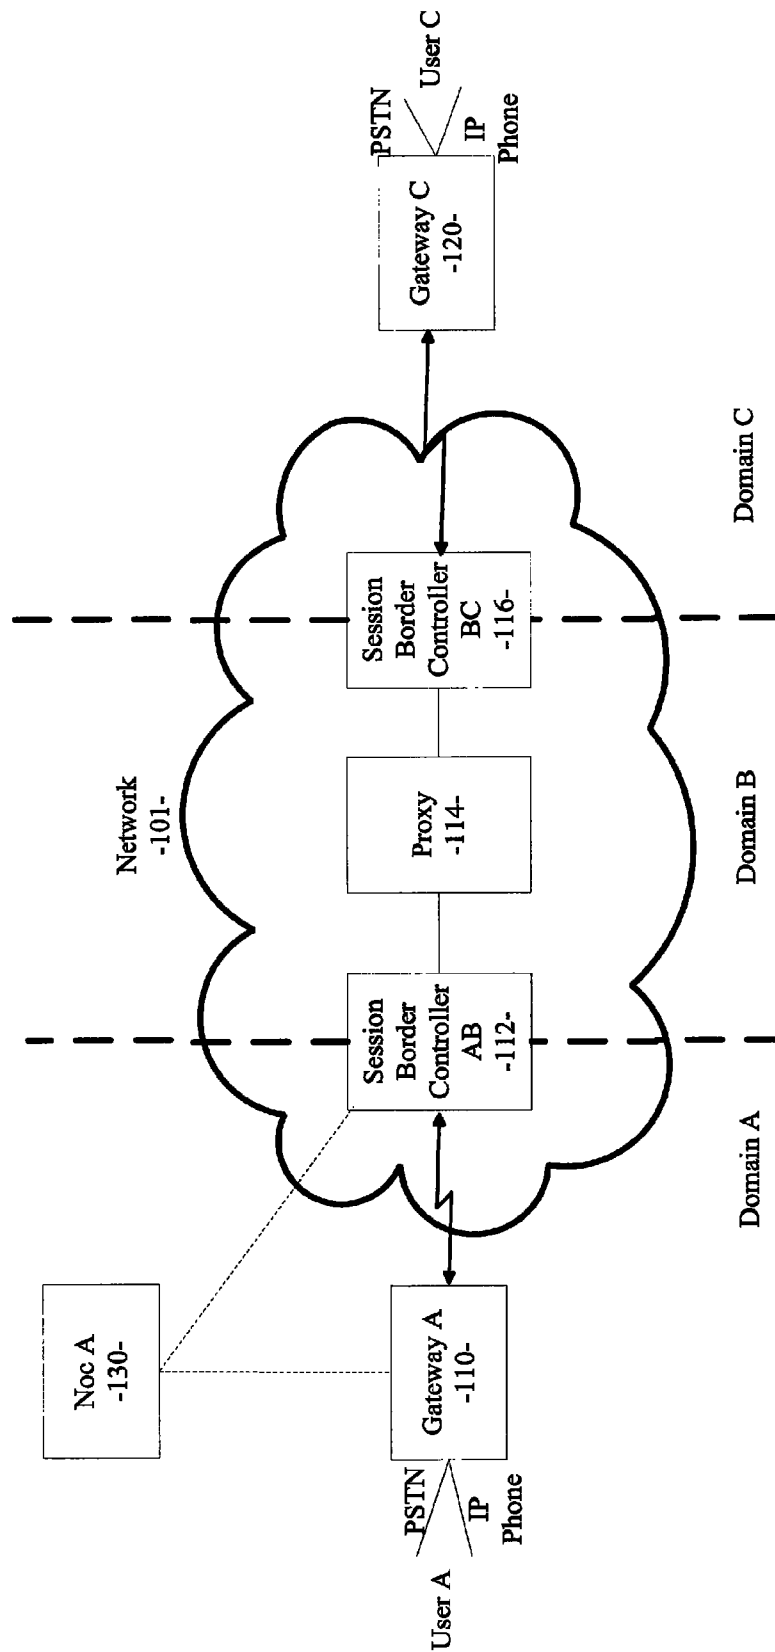 Network
-101-
Noc A
-130-
User A
PSTN
IP
Phone
Gateway A
-110-
Session
Border
Controller
AB
-112-
Proxy
-114-
Session
Border
Controller
BC
-116-
Gateway C
-120-
PSTN
User C
IP
Phone
Domain A
Domain B
Domain C